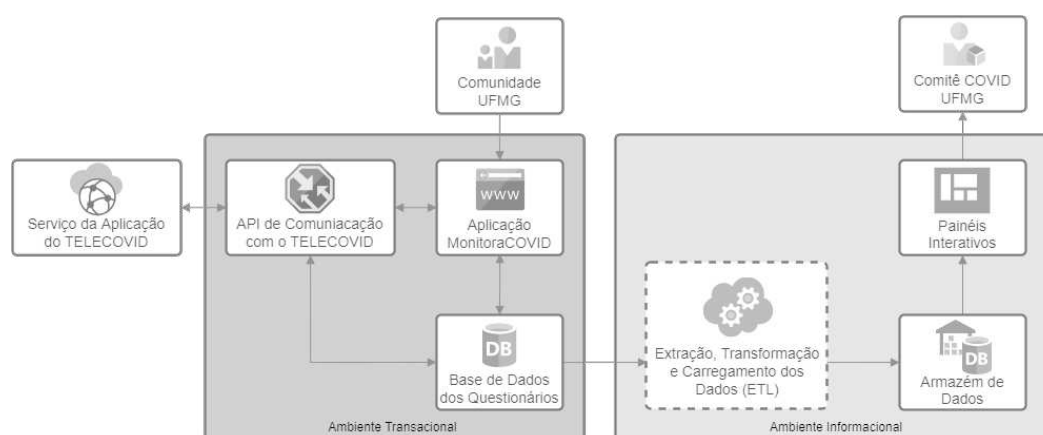 Comunidade
UFMG
Comitê COVID
UFMG
Serviço da Aplicação
do TELECOVID
API de Comuniacação
com o TELECOVID
WWW
Aplicação
MonitoraCOVID
Painéis
Interativos
DB
Base de Dados
dos Questionários
Extração, Transformação
e Carregamento dos
Dados (ETL)
DB
Armazém de
Dados
Ambiente Transacional
Ambiente Informacional